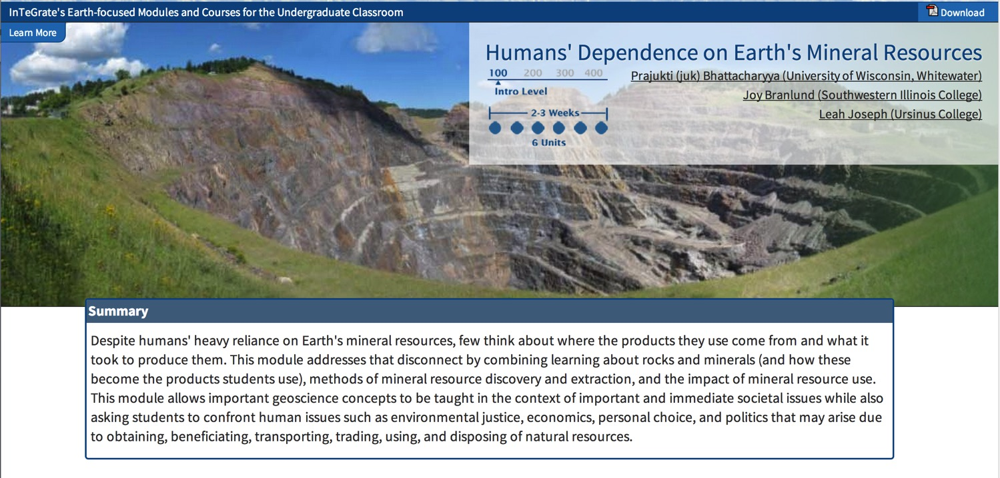 InTeGrate's Earth-focused Modules and Courses for the Undergraduate Classroom
Download
Learn More
Humans' Dependence on Earth's Mineral Resources
100 200 300 400
Intro Level
2-3 Weeks
6 Units
Prajukti (juk) Bhattacharyya (University of Wisconsin, Whitewater)
Joy Branlund (Southwestern Illinois College)
Leah Joseph (Ursinus College)
Summary
Despite humans' heavy reliance on Earth's mineral resources, few think about where the products they use come from and what it
took to produce them. This module addresses that disconnect by combining learning about rocks and minerals (and how these
become the products students use), methods of mineral resource discovery and extraction, and the impact of mineral resource use.
This module allows important geoscience concepts to be taught in the context of important and immediate societal issues while also
asking students to confront human issues such as environmental justice, economics, personal choice, and politics that may arise due
to obtaining, beneficiating, transporting, trading, using, and disposing of natural resources.